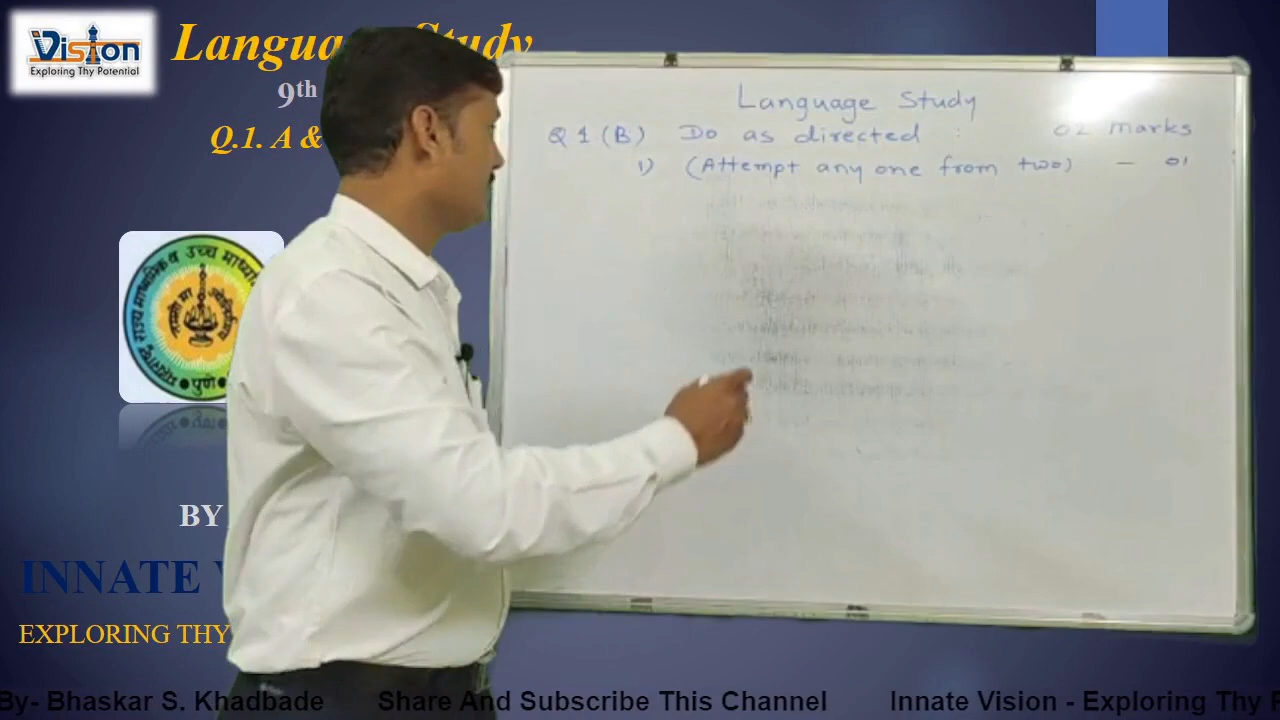 Vision
Exploring Thy Potential
Language Study
9th
Q.1. A &
Language Study
Q 1 (B) Do as directed : 02 marks
1) (Attempt any one from two) - 01
पुणे
BY
INNATE
EXPLORING THY
By- Bhaskar S. Khadbade Share And Subscribe This Channel Innate Vision - Exploring Thy P